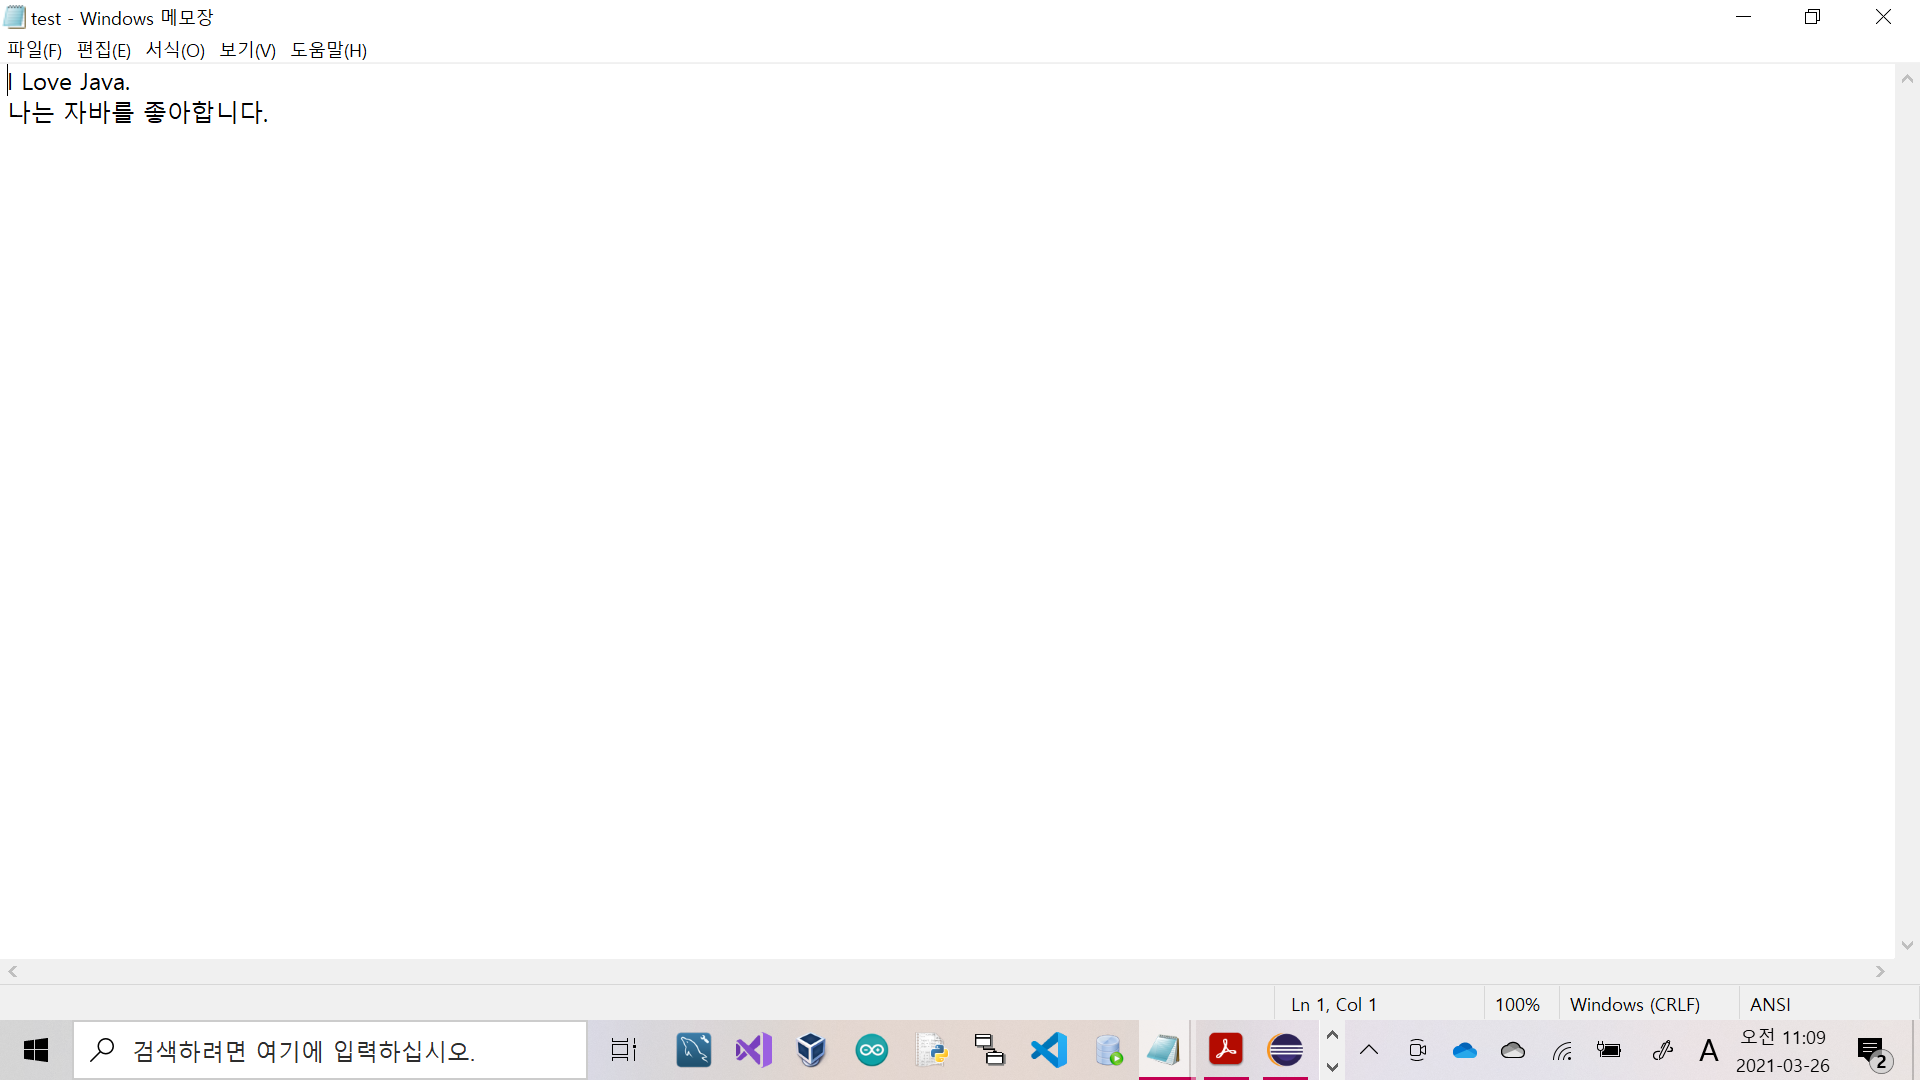 test - Windows 메모장
파일(F) 편집(E) 서식(O) 보기(V) 도움말(H)
I Love Java.
나는 자바를 좋아합니다.
Ln 1, Col 1 100% Windows (CRLF) ANSI
검색하려면 여기에 입력하십시오.
A
오전 11:09
2021-03-26
2